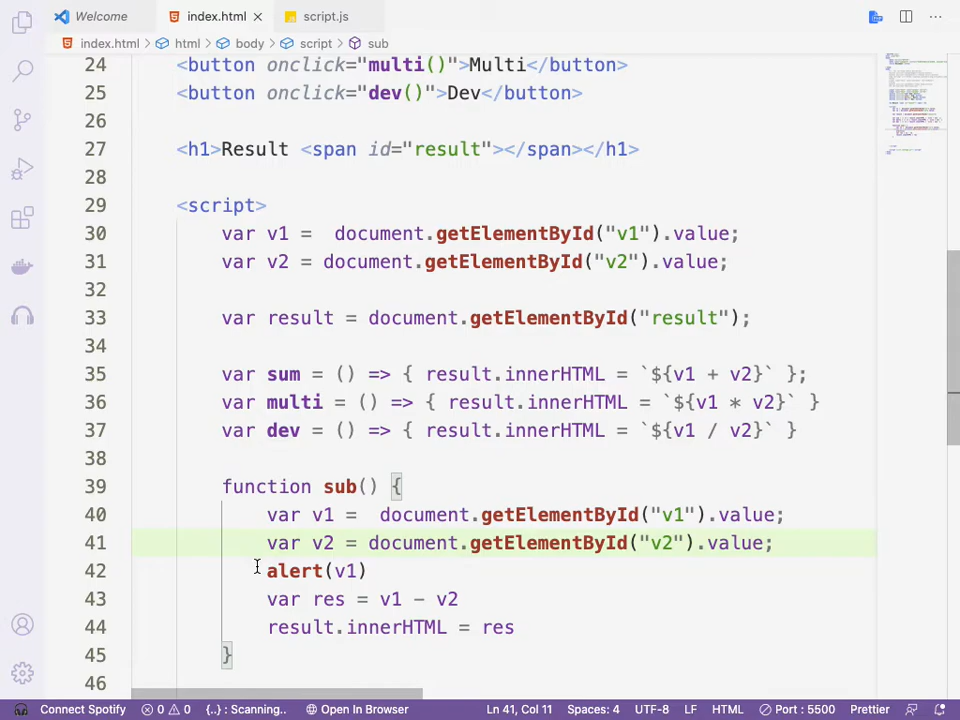 Welcome
index.html
script.js
index.html > html > body > script > sub
24 <button onclick="multi()">Multi</button>
25 <button onclick="dev()">Dev</button>
26
27 <h1>Result <span id="result"></span></h1>
28
29 <script>
30 var v1 =  document.getElementById("v1").value;
31 var v2 = document.getElementById("v2").value;
32
33 var result = document.getElementById("result");
34
35 var sum = () => { result.innerHTML = `${v1 + v2}` };
36 var multi = () => { result.innerHTML = `${v1 * v2}` }
37 var dev = () => { result.innerHTML = `${v1 / v2}` }
38
39 function sub() {
40 var v1 =  document.getElementById("v1").value;
41 var v2 = document.getElementById("v2").value;
42 alert(v1)
43 var res = v1 - v2
44 result.innerHTML = res
45 }
46
Connect Spotify 0 0 {..} : Scanning.. Open In Browser Ln 41, Col 11 Spaces: 4 UTF-8 LF HTML Port : 5500 Prettier